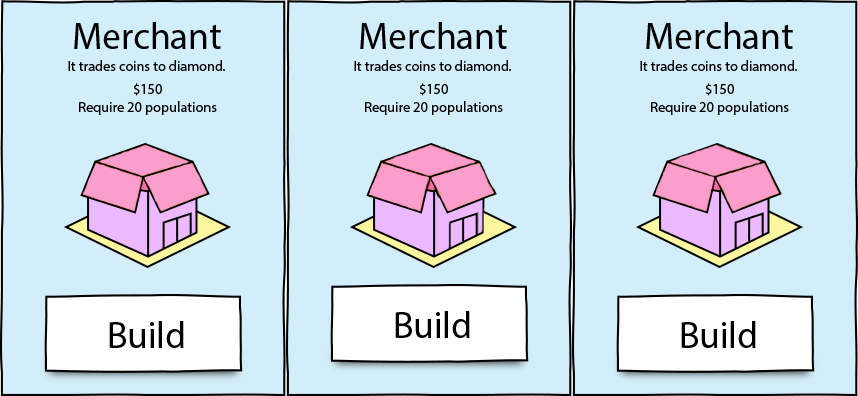 Merchant
It trades coins to diamond.
$150
Require 20 populations
Build
Merchant
It trades coins to diamond.
$150
Require 20 populations
Build
Merchant
It trades coins to diamond.
$150
Require 20 populations
Build